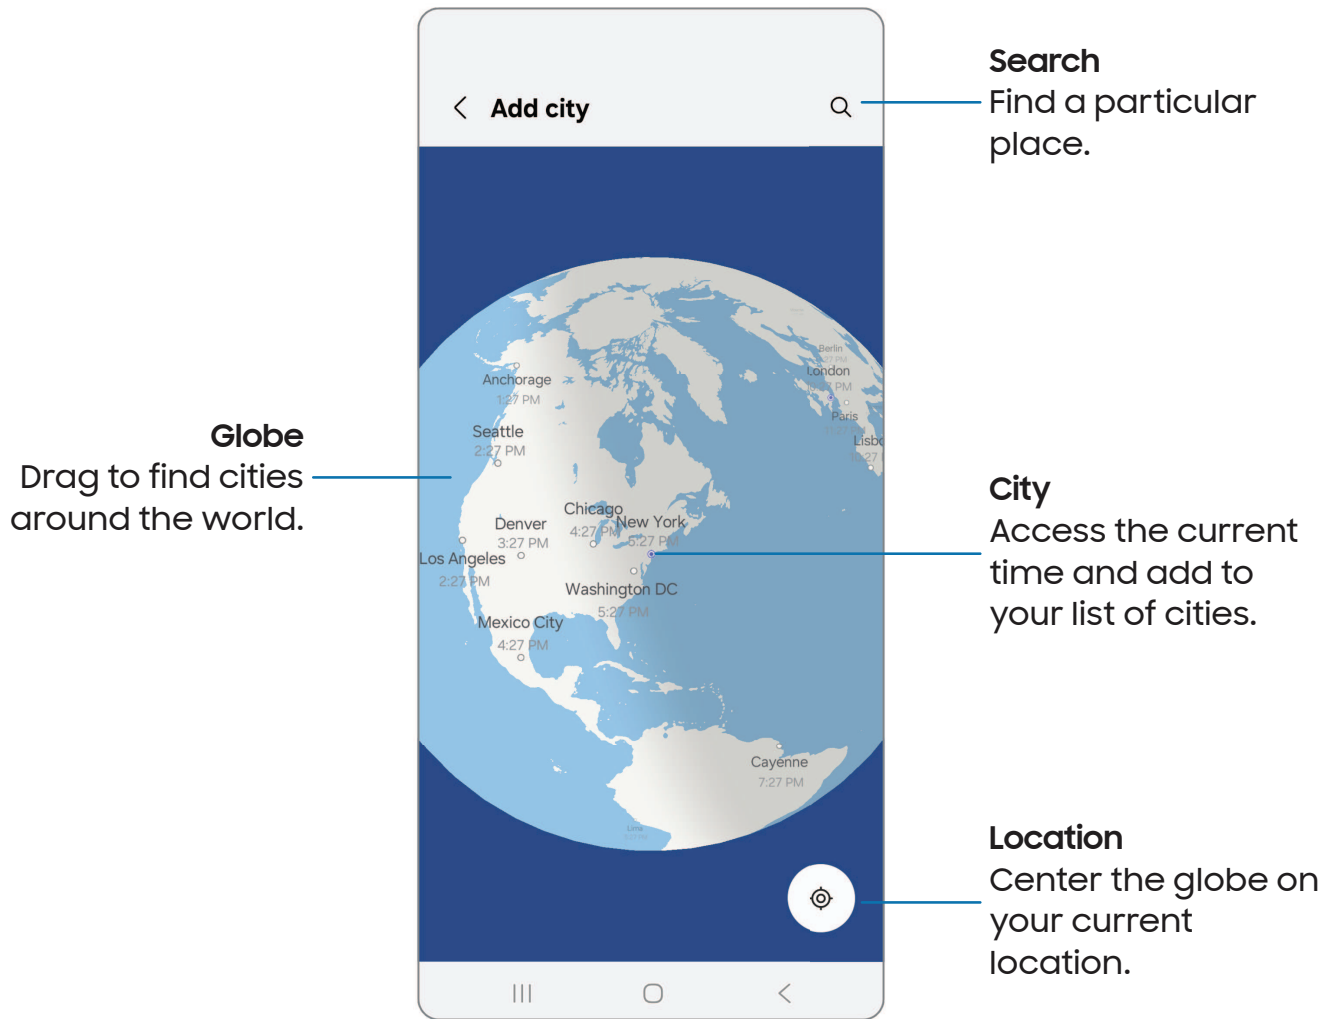 Search
Find a particular
place.
Add city
Berlin
London
Anchorage
1:27 PM
Paris
Globe
Drag to find cities
around the world.
Seattle
2:27 PM
City
Access the current
time and add to
your list of cities.
Chicago
4:27 PM
New York
5:27 PM
Denver
3:27 PM
Los Angeles
2:27 PM
Washington DC
5:27 PM
Mexico City
4:27 PM
Cayenne
7:27 PM
Lima
Location
Center the globe on
your current
location.